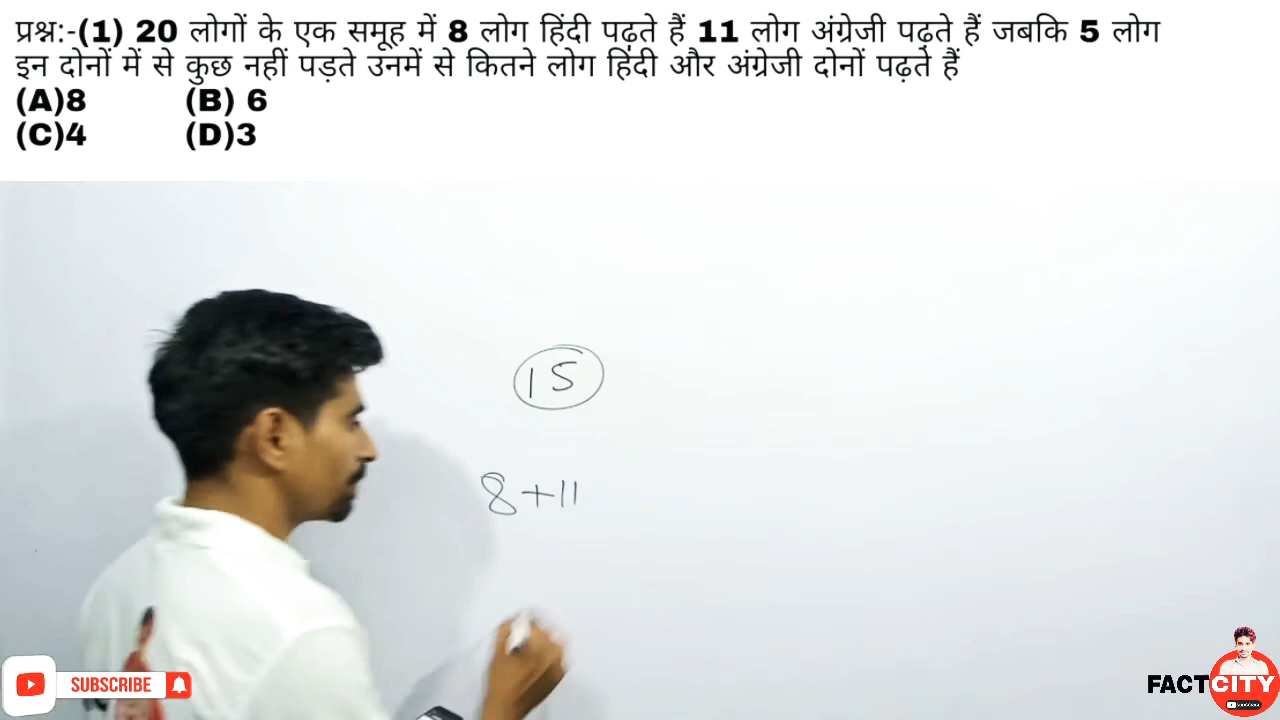 प्रश्न:-(1) 20 लोगों के एक समूह में 8 लोग हिंदी पढ़ते हैं 11 लोग अंग्रेजी पढ़ते हैं जबकि 5 लोग
इन दोनों में से कुछ नहीं पड़ते उनमें से कितने लोग हिंदी और अंग्रेजी दोनों पढ़ते हैं
(A)8 (B) 6
(C)4 (D)3
15
8+11
SUBSCRIBE
FACTCITY